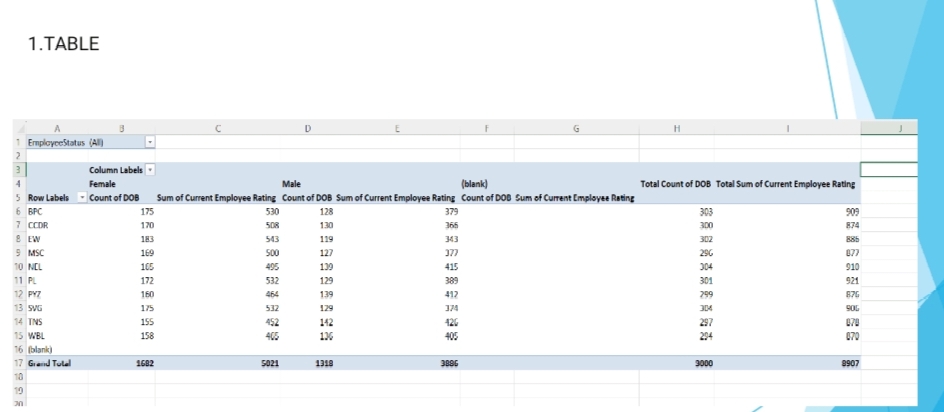 1.TABLE
A B C D E F G H I J
1 EmployeeStatus (All)
2
3 Column Labels
4 Female Male (blank) Total Count of DOB Total Sum of Current Employee Rating
5 Row Labels Count of DOB Sum of Current Employee Rating Count of DOB Sum of Current Employee Rating Count of DOB Sum of Current Employee Rating
6 BPC 175 530 128 379 303 909
7 CCDR 170 508 130 366 300 874
8 EW 183 543 119 343 302 886
9 MSC 169 500 127 377 296 877
10 NEL 165 495 139 415 304 910
11 PL 172 532 129 389 301 921
12 PYZ 160 464 139 412 299 876
13 SVG 175 532 129 374 304 906
14 TNS 155 452 142 426 297 878
15 WBL 158 465 136 405 294 870
16 (blank)
17 Grand Total 1682 5021 1318 3886 3000 8907
18
19
20